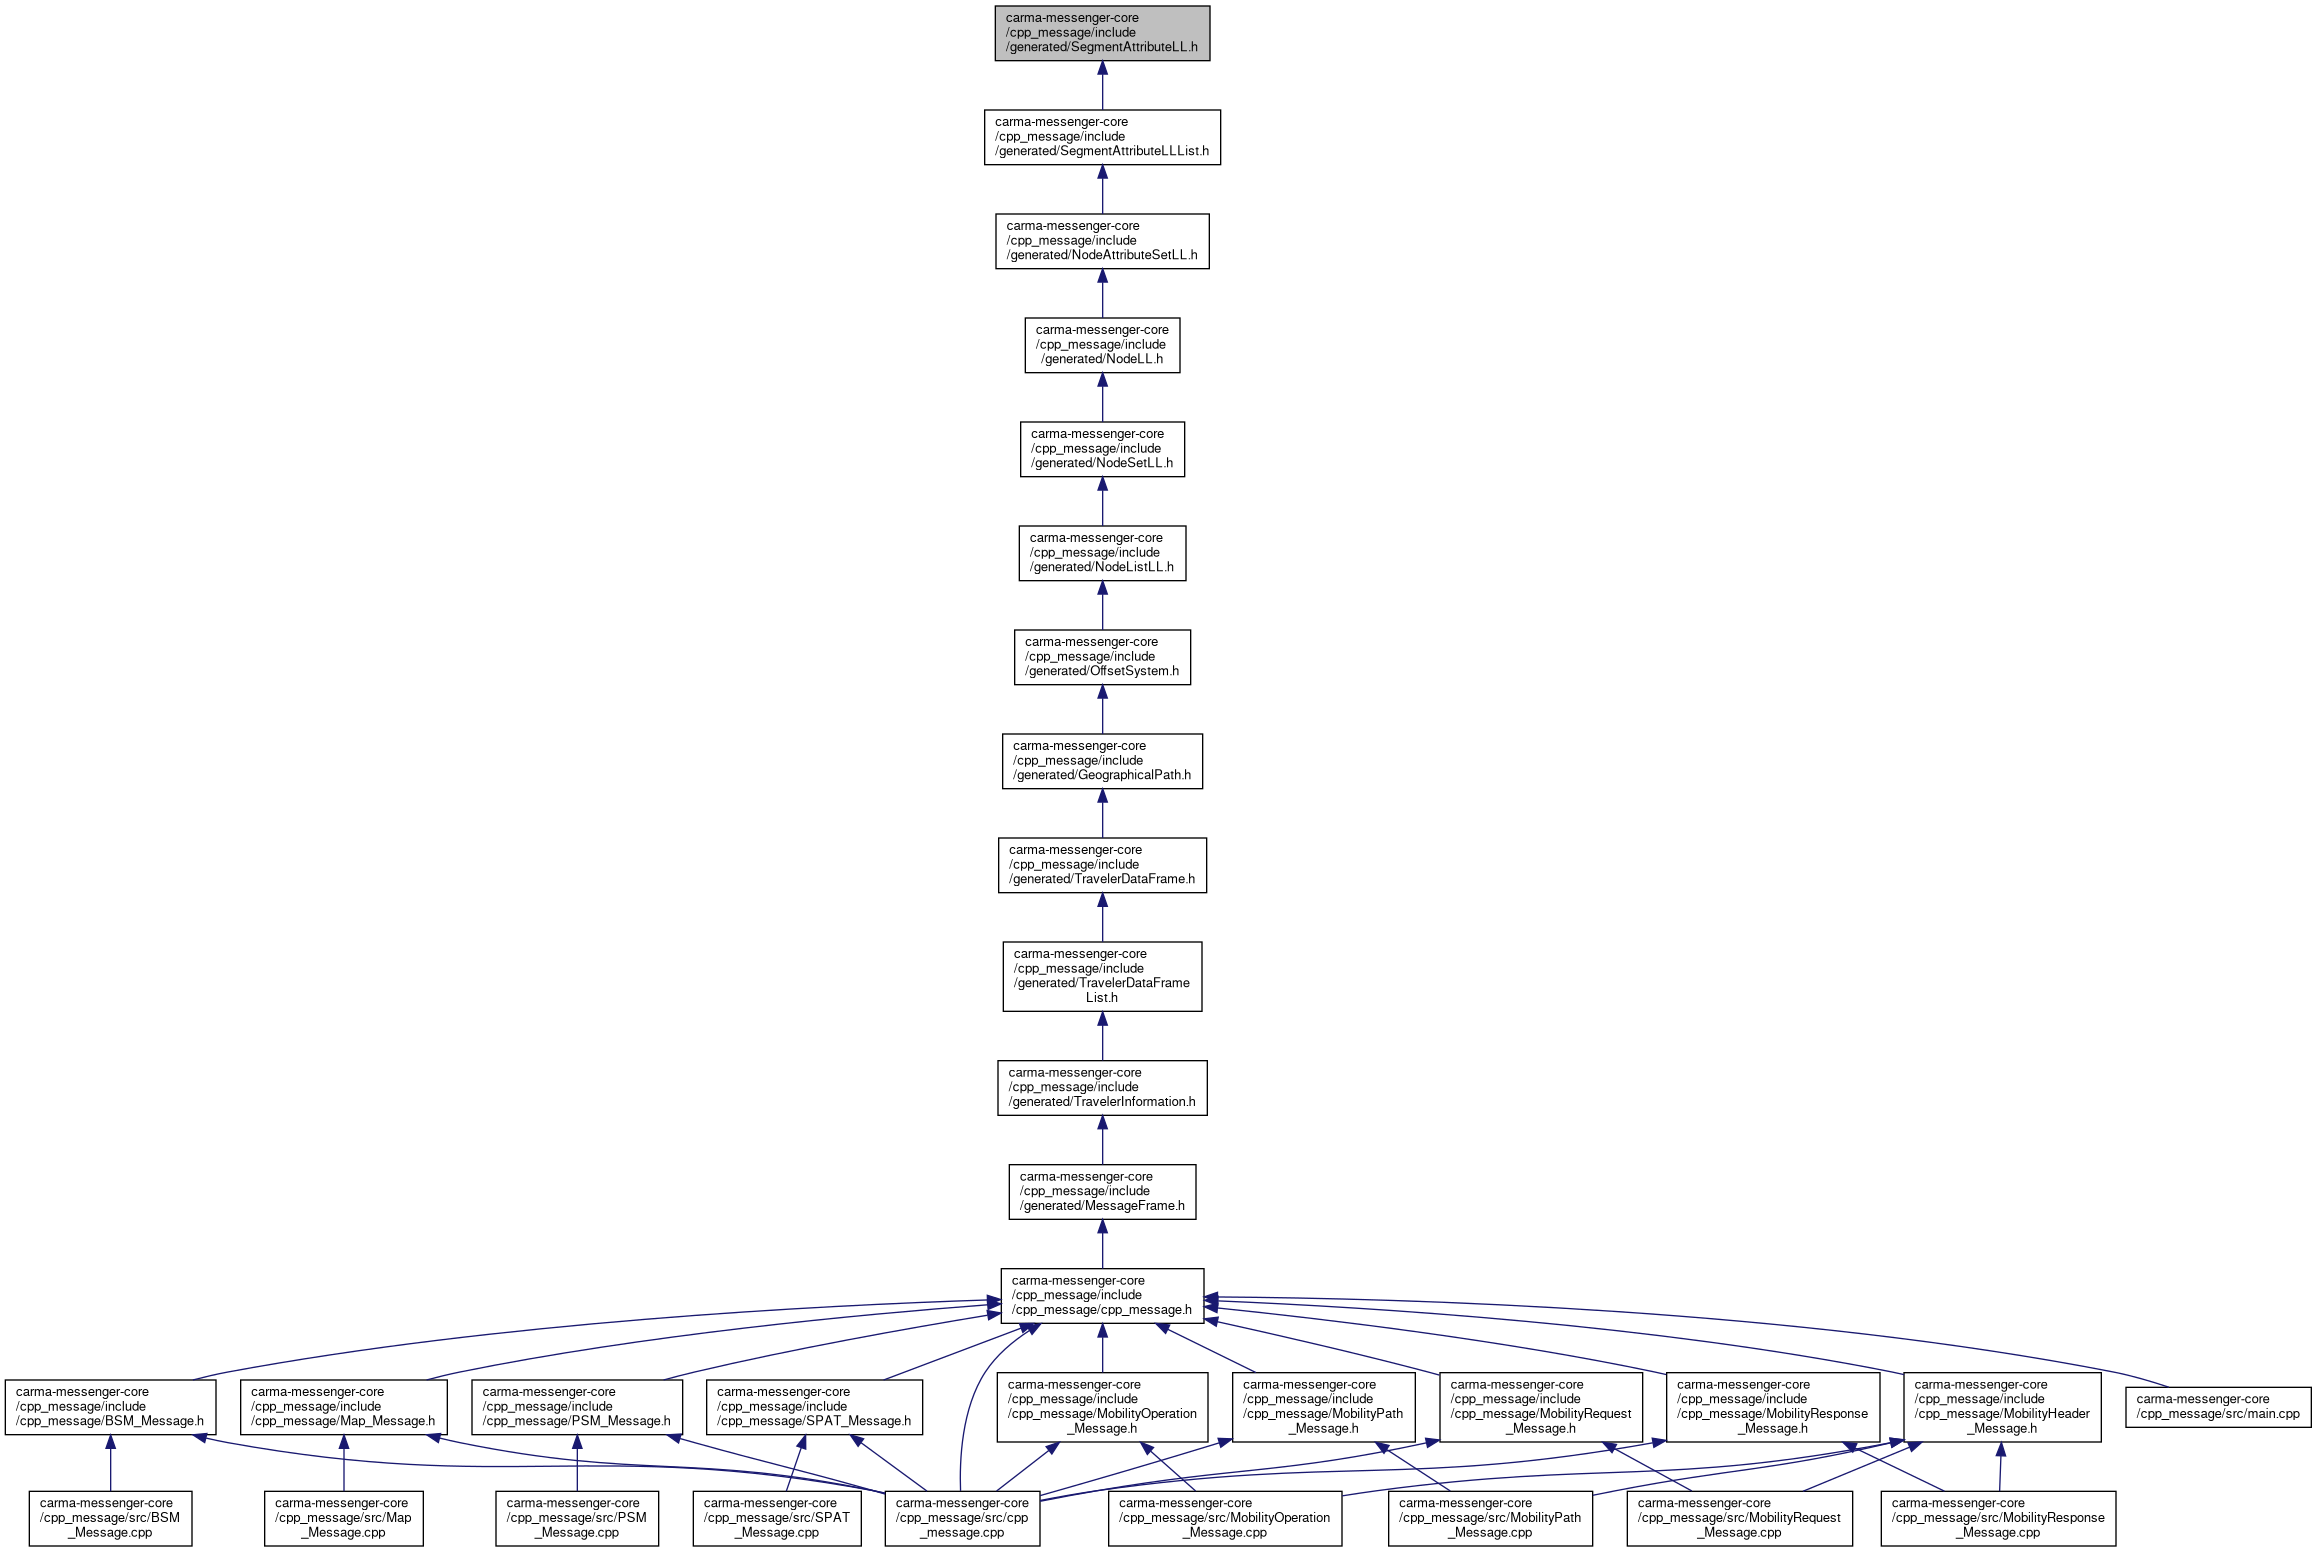 carma-messenger-core
/cpp_message/include
/generated/SegmentAttributeLL.h
carma-messenger-core
/cpp_message/include
/generated/SegmentAttributeLLList.h
carma-messenger-core
/cpp_message/include
/generated/NodeAttributeSetLL.h
carma-messenger-core
/cpp_message/include
/generated/NodeLL.h
carma-messenger-core
/cpp_message/include
/generated/NodeSetLL.h
carma-messenger-core
/cpp_message/include
/generated/NodeListLL.h
carma-messenger-core
/cpp_message/include
/generated/OffsetSystem.h
carma-messenger-core
/cpp_message/include
/generated/GeographicalPath.h
carma-messenger-core
/cpp_message/include
/generated/TravelerDataFrame.h
carma-messenger-core
/cpp_message/include
/generated/TravelerDataFrame
List.h
carma-messenger-core
/cpp_message/include
/generated/TravelerInformation.h
carma-messenger-core
/cpp_message/include
/generated/MessageFrame.h
carma-messenger-core
/cpp_message/include
/cpp_message/cpp_message.h
carma-messenger-core
/cpp_message/include
/cpp_message/BSM_Message.h
carma-messenger-core
/cpp_message/include
/cpp_message/Map_Message.h
carma-messenger-core
/cpp_message/include
/cpp_message/PSM_Message.h
carma-messenger-core
/cpp_message/include
/cpp_message/SPAT_Message.h
carma-messenger-core
/cpp_message/include
/cpp_message/MobilityOperation
_Message.h
carma-messenger-core
/cpp_message/include
/cpp_message/MobilityPath
_Message.h
carma-messenger-core
/cpp_message/include
/cpp_message/MobilityRequest
_Message.h
carma-messenger-core
/cpp_message/include
/cpp_message/MobilityResponse
_Message.h
carma-messenger-core
/cpp_message/include
/cpp_message/MobilityHeader
_Message.h
carma-messenger-core
/cpp_message/src/main.cpp
carma-messenger-core
/cpp_message/src/BSM
_Message.cpp
carma-messenger-core
/cpp_message/src/Map
_Message.cpp
carma-messenger-core
/cpp_message/src/PSM
_Message.cpp
carma-messenger-core
/cpp_message/src/SPAT
_Message.cpp
carma-messenger-core
/cpp_message/src/cpp
_message.cpp
carma-messenger-core
/cpp_message/src/MobilityOperation
_Message.cpp
carma-messenger-core
/cpp_message/src/MobilityPath
_Message.cpp
carma-messenger-core
/cpp_message/src/MobilityRequest
_Message.cpp
carma-messenger-core
/cpp_message/src/MobilityResponse
_Message.cpp